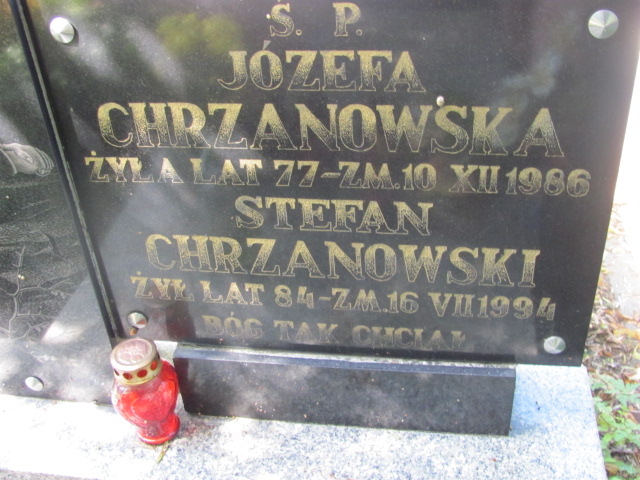 Ś. P.
JÓZEFA
CHRZANOWSKA
ŻYŁA LAT 77-ZM.10 XII 1986
STEFAN
CHRZANOWSKI
ŻYŁ LAT 84-ZM.16 VII 1994
BÓG TAK CHCIAŁ